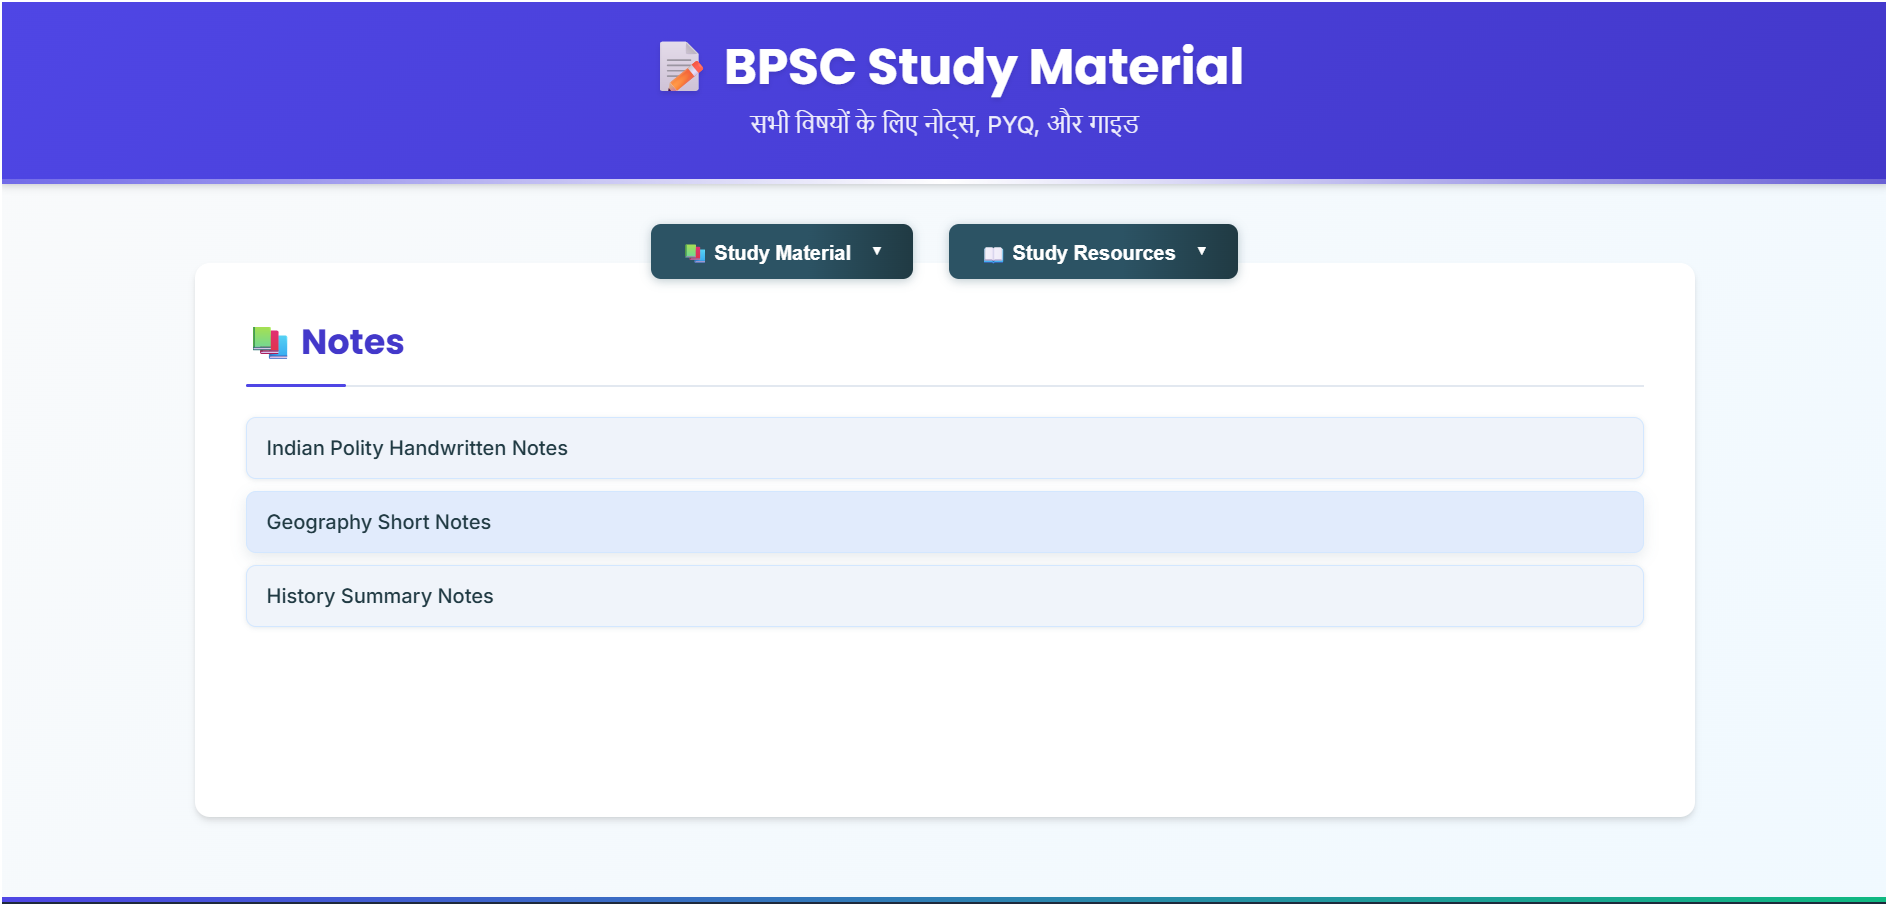 BPSC Study Material
सभी विषयों के लिए नोट्स, PYQ, और गाइड
Study Material ▼
Study Resources ▼
Notes
Indian Polity Handwritten Notes
Geography Short Notes
History Summary Notes